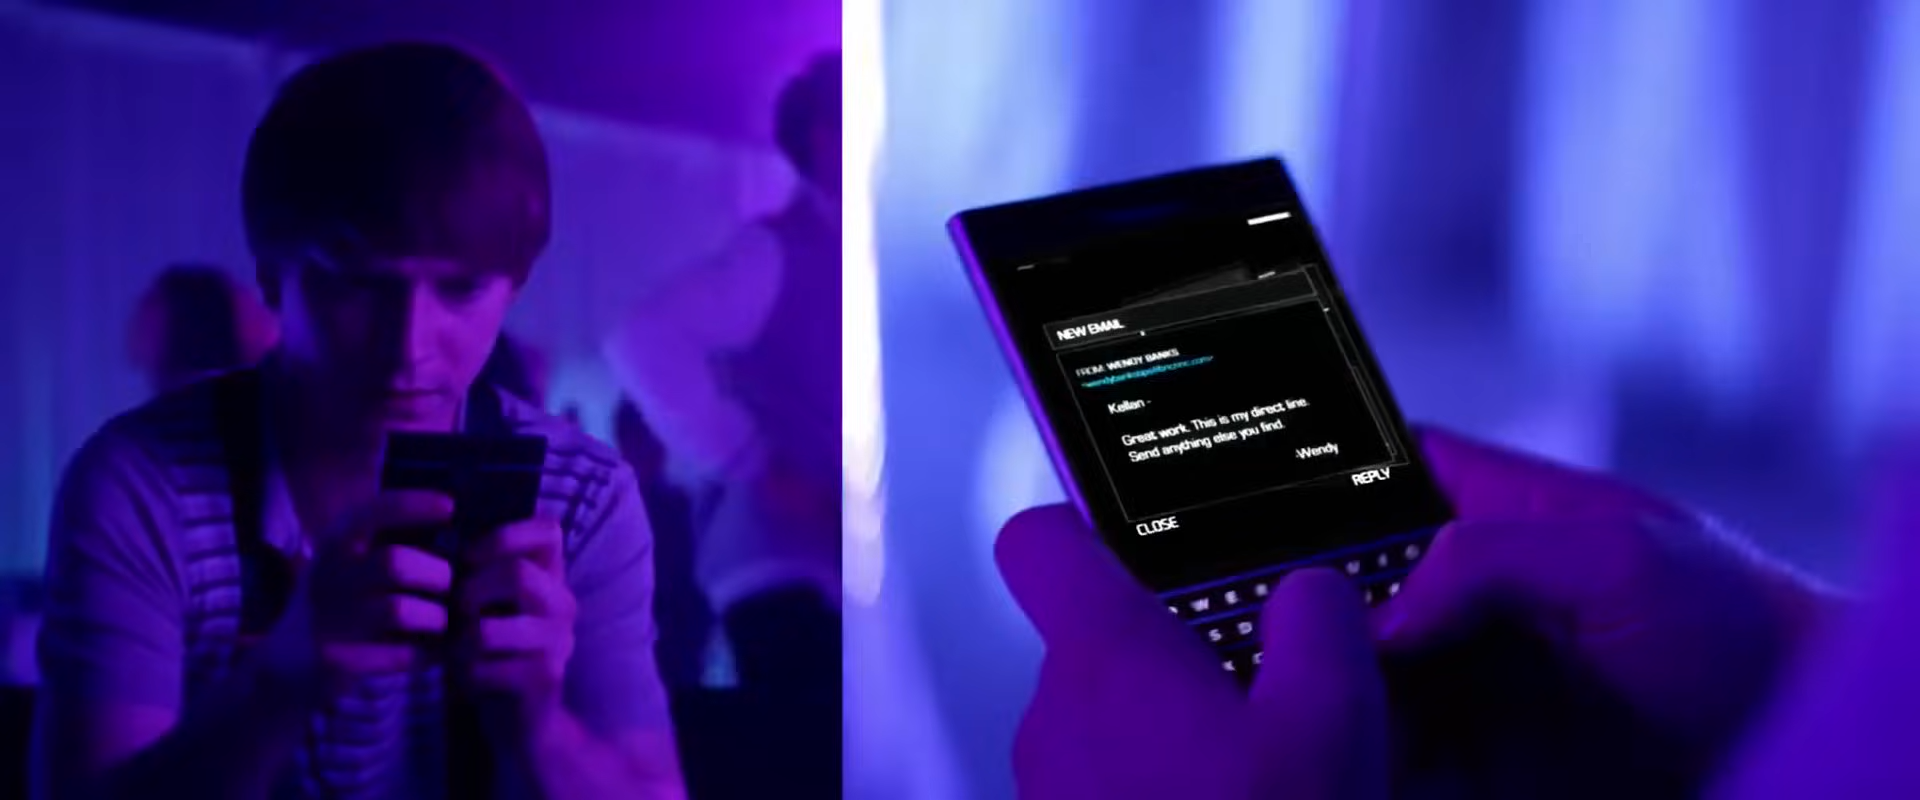 NEW EMAIL
FROM: WENDY BANKS
Kellan -
Great work. This is my direct line.
Send anything else you find.
-Wendy
REPLY
CLOSE
W E R U I O
S D